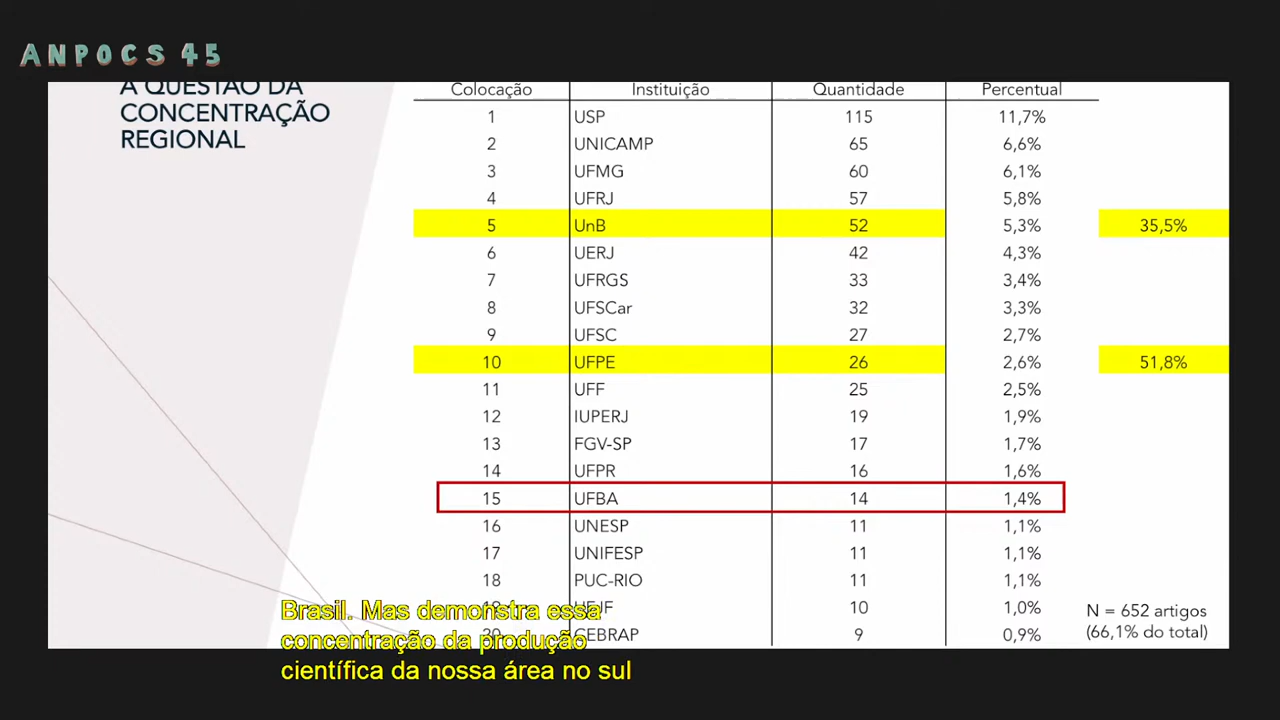 ANPOCS 45
A QUESTÃO DA
CONCENTRAÇÃO
REGIONAL
Colocação Instituição Quantidade Percentual
1 USP 115 11,7%
2 UNICAMP 65 6,6%
3 UFMG 60 6,1%
4 UFRJ 57 5,8%
5 UnB 52 5,3% 35,5%
6 UERJ 42 4,3%
7 UFRGS 33 3,4%
8 UFSCar 32 3,3%
9 UFSC 27 2,7%
10 UFPE 26 2,6% 51,8%
11 UFF 25 2,5%
12 IUPERJ 19 1,9%
13 FGV-SP 17 1,7%
14 UFPR 16 1,6%
15 UFBA 14 1,4%
16 UNESP 11 1,1%
17 UNIFESP 11 1,1%
18 PUC-RIO 11 1,1%
19 UFJF 10 1,0%
20 CEBRAP 9 0,9%
N = 652 artigos
(66,1% do total)
Brasil. Mas demonstra essa
concentração da produção
científica da nossa área no sul